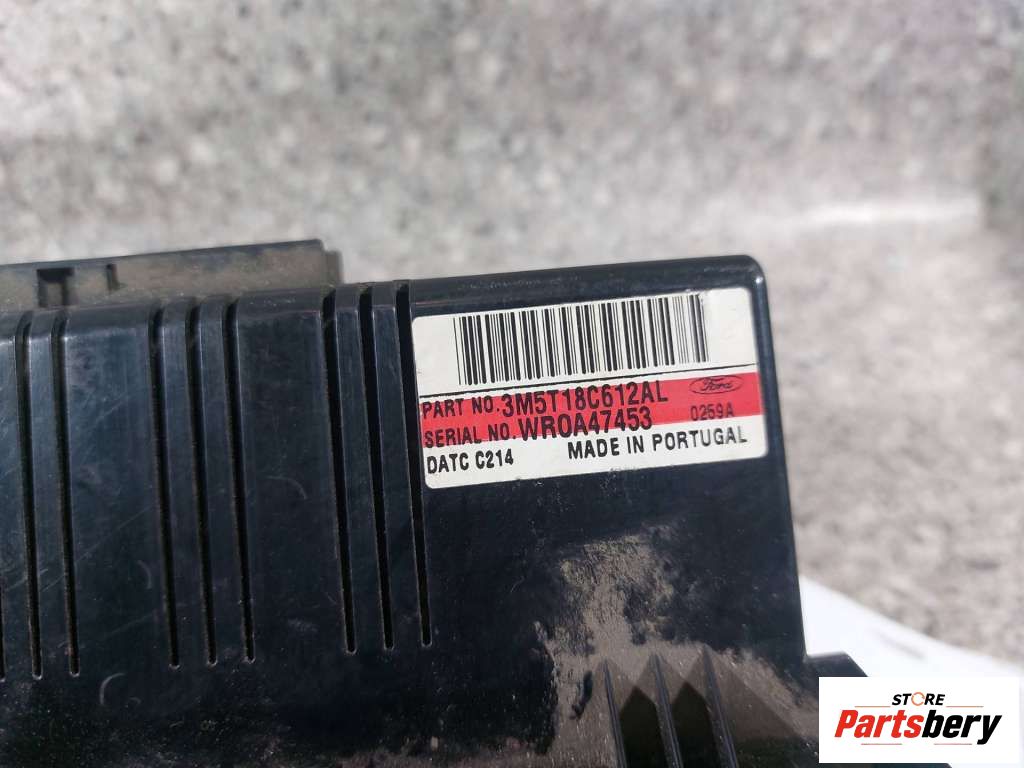 PART NO. 3M5T18C612AL Ford
SERIAL NO. WR0A47453 0259A
DATC C214 MADE IN PORTUGAL
STORE
Partsbery